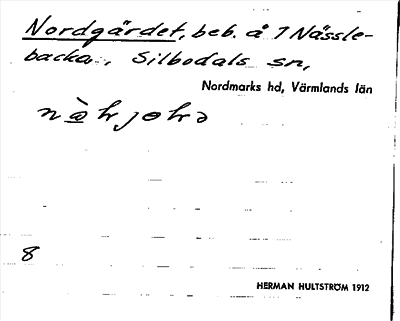 Nordgärdet, beb. å 7 Nässle-
backa, Silbodals sn,
Nordmarks hd, Värmlands län
8
HERMAN HULTSTRÖM 1912